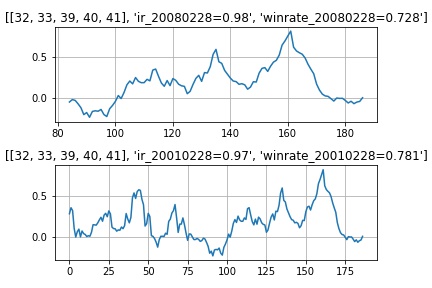 [[32, 33, 39, 40, 41], 'ir_20080228=0.98', 'winrate_20080228=0.728']
0.5
0.0
80 100 120 140 160 180
[[32, 33, 39, 40, 41], 'ir_20010228=0.97', 'winrate_20010228=0.781']
0.5
0.0
0 25 50 75 100 125 150 175